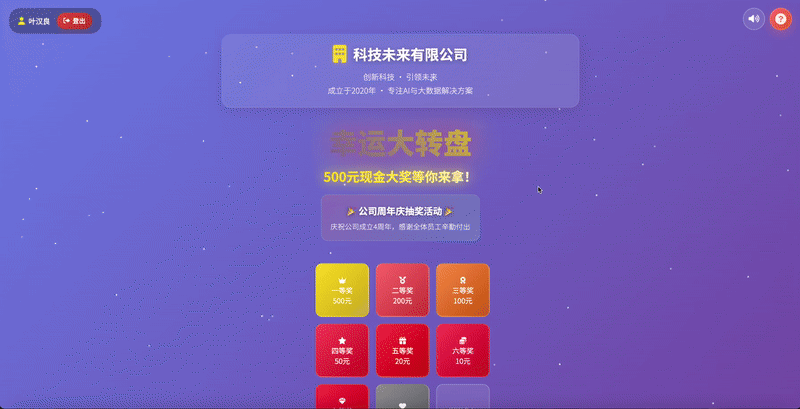 叶汉良
登出
科技未来有限公司
创新科技 • 引领未来
成立于2020年 • 专注AI与大数据解决方案
幸运大转盘
500元现金大奖等你来拿！
公司周年庆抽奖活动
庆祝公司成立4周年，感谢全体员工辛勤付出
一等奖
500元
二等奖
200元
三等奖
100元
四等奖
50元
五等奖
20元
六等奖
10元